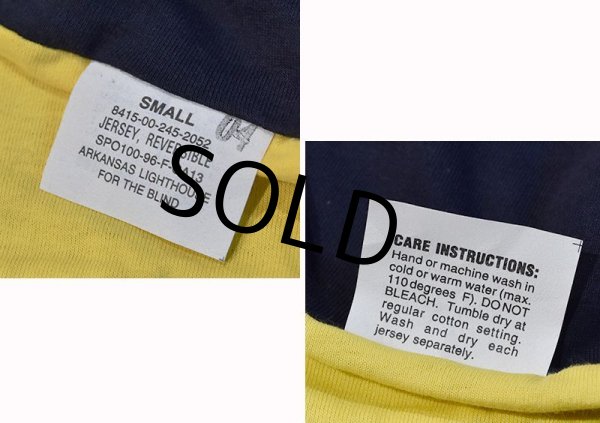 SMALL
8415-00-245-2052
JERSEY, REVERSIBLE
ARKANSAS LIGHTHOUSE
FOR THE BLIND
SOLD
CARE INSTRUCTIONS:
Hand or machine wash in
cold or warm water (max.
110 degrees F). DO NOT
BLEACH. Tumble dry at
regular cotton setting.
Wash and dry each
jersey separately.